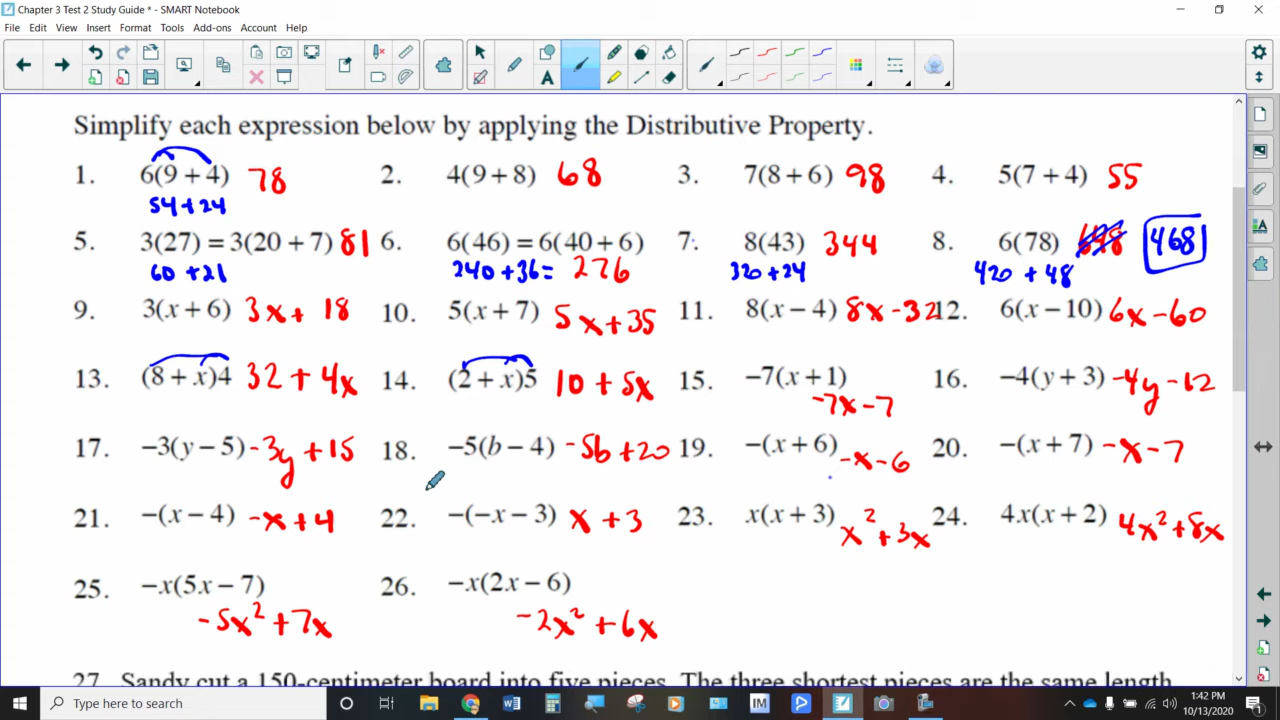 Chapter 3 Test 2 Study Guide * - SMART Notebook
File Edit View Insert Format Tools Add-ons Account Help
Simplify each expression below by applying the Distributive Property.
1. 6(9 + 4) 78 2. 4(9 + 8) 68 3. 7(8 + 6) 98 4. 5(7 + 4) 55
54 + 24
5. 3(27) = 3(20 + 7) 81 6. 6(46) = 6(40 + 6) 7. 8(43) 344 8. 6(78) 468
60 + 21 240 + 36 = 276 320 + 24 420 + 48
9. 3(x + 6) 3x + 18 10. 5(x + 7) 5x + 35 11. 8(x − 4) 8x - 32 12. 6(x − 10) 6x - 60
13. (8 + x)4 32 + 4x 14. (2 + x)5 10 + 5x 15. −7(x + 1) 16. −4(y + 3) -4y - 12
-7x - 7
17. −3(y − 5) -3y + 15 18. −5(b − 4) -5b + 20 19. −(x + 6) -x - 6 20. −(x + 7) -x - 7
21. −(x − 4) -x + 4 22. −(−x − 3) x + 3 23. x(x + 3) x² + 3x 24. 4x(x + 2) 4x² + 8x
25. −x(5x − 7) 26. −x(2x − 6)
-5x² + 7x -2x² + 6x
27 Sandy cut a 150-centimeter board into five pieces. The three shortest pieces are the same length
Type here to search
1:42 PM
10/13/2020